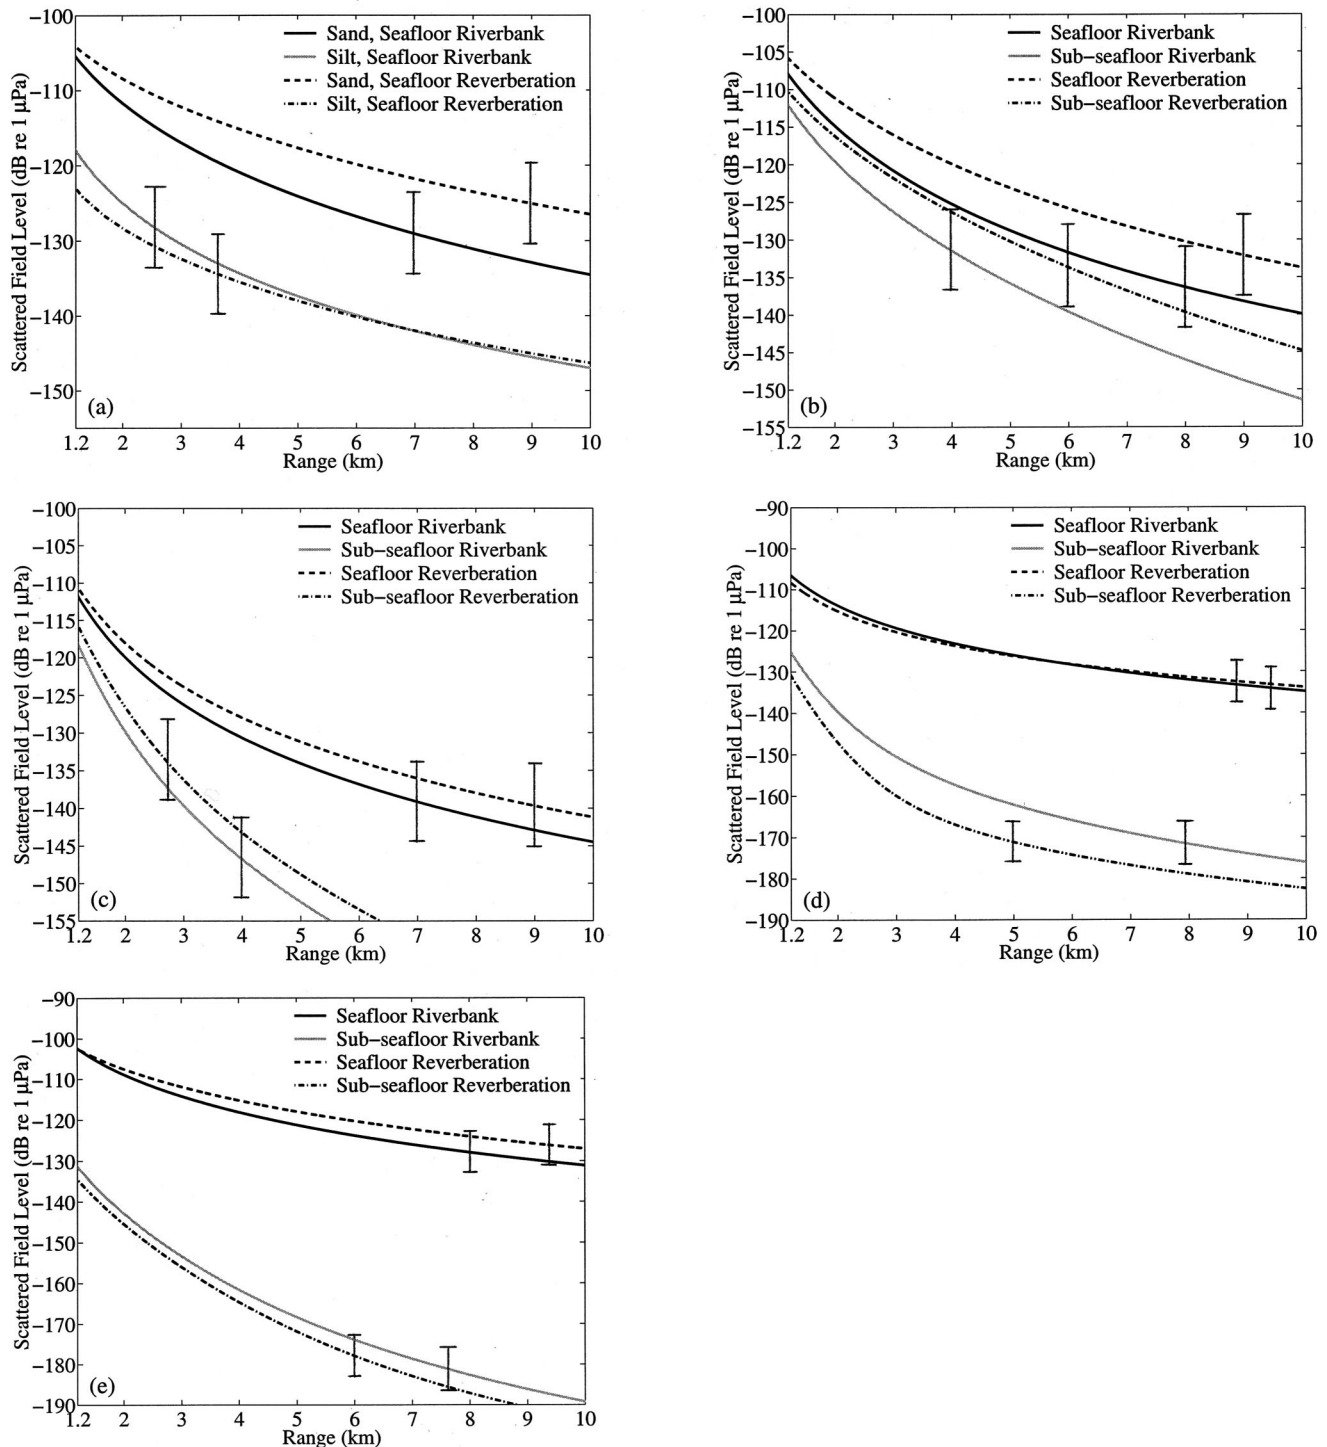 −100
−110
−120
−130
−140
−150
Scattered Field Level (dB re 1 μPa)
Sand, Seafloor Riverbank
Silt, Seafloor Riverbank
Sand, Seafloor Reverberation
Silt, Seafloor Reverberation
(a)
1.2 2 3 4 5 6 7 8 9 10
Range (km)
−100
−105
−110
−115
−120
−125
−130
−135
−140
−145
−150
−155
Scattered Field Level (dB re 1 μPa)
Seafloor Riverbank
Sub−seafloor Riverbank
Seafloor Reverberation
Sub−seafloor Reverberation
(b)
1.2 2 3 4 5 6 7 8 9 10
Range (km)
−100
−105
−110
−115
−120
−125
−130
−135
−140
−145
−150
−155
Scattered Field Level (dB re 1 μPa)
Seafloor Riverbank
Sub−seafloor Riverbank
Seafloor Reverberation
Sub−seafloor Reverberation
(c)
1.2 2 3 4 5 6 7 8 9 10
Range (km)
−90
−100
−110
−120
−130
−140
−150
−160
−170
−180
−190
Scattered Field Level (dB re 1 μPa)
Seafloor Riverbank
Sub−seafloor Riverbank
Seafloor Reverberation
Sub−seafloor Reverberation
(d)
1.2 2 3 4 5 6 7 8 9 10
Range (km)
−90
−100
−110
−120
−130
−140
−150
−160
−170
−180
−190
Scattered Field Level (dB re 1 μPa)
Seafloor Riverbank
Sub−seafloor Riverbank
Seafloor Reverberation
Sub−seafloor Reverberation
(e)
1.2 2 3 4 5 6 7 8 9 10
Range (km)